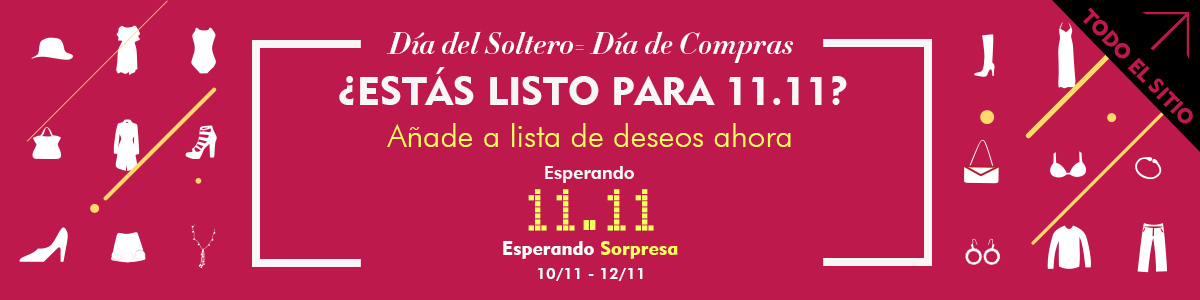 Día del Soltero= Día de Compras
¿ESTÁS LISTO PARA 11.11?
Añade a lista de deseos ahora
Esperando
11.11
Esperando Sorpresa
10/11 - 12/11
TODO EL SITIO